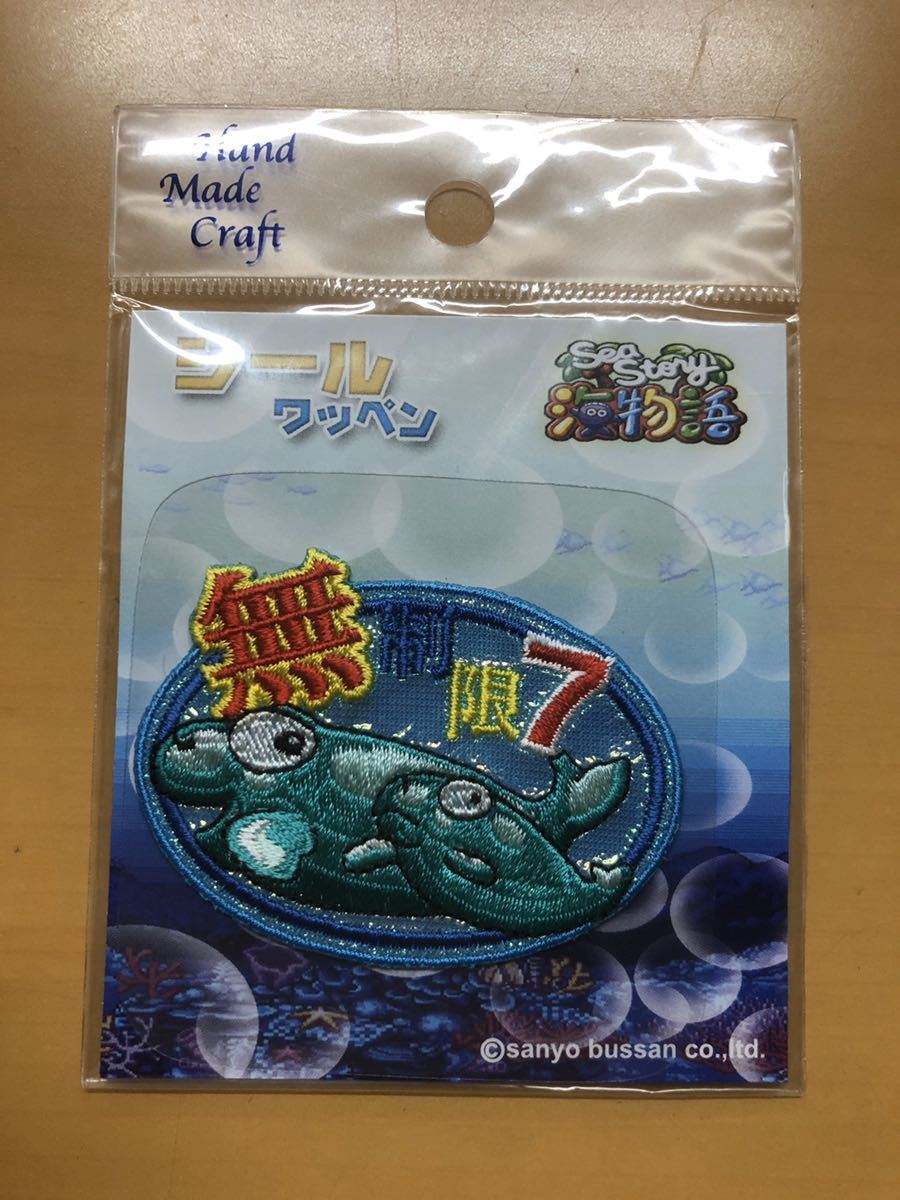 Hand
Made
Craft
シール
ワッペン
Sea
Story
海物語
無制限7
©sanyo bussan co.,ltd.